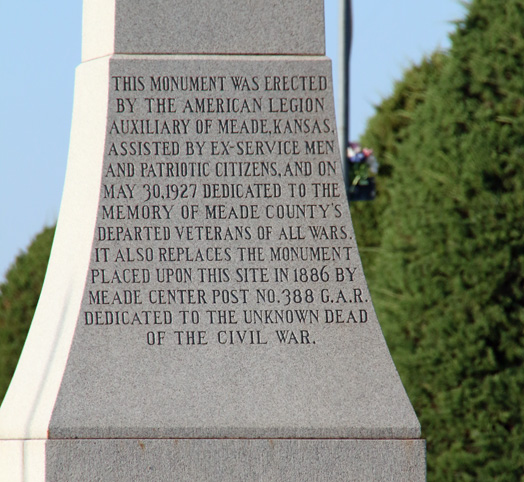 THIS MONUMENT WAS ERECTED
BY THE AMERICAN LEGION
AUXILIARY OF MEADE, KANSAS,
ASSISTED BY EX-SERVICE MEN
AND PATRIOTIC CITIZENS, AND ON
MAY 30, 1927 DEDICATED TO THE
MEMORY OF MEADE COUNTY'S
DEPARTED VETERANS OF ALL WARS.
IT ALSO REPLACES THE MONUMENT
PLACED UPON THIS SITE IN 1886 BY
MEADE CENTER POST NO. 388 G.A.R.
DEDICATED TO THE UNKNOWN DEAD
OF THE CIVIL WAR.